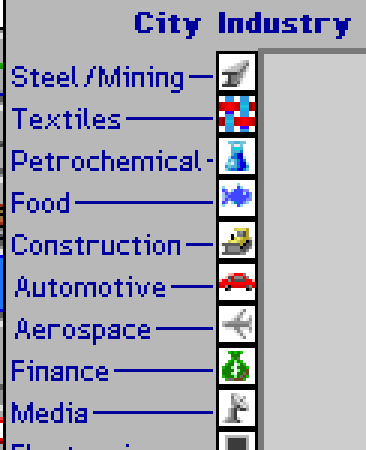 City Industry
Steel/Mining
Textiles
Petrochemical
Food
Construction
Automotive
Aerospace
Finance
Media